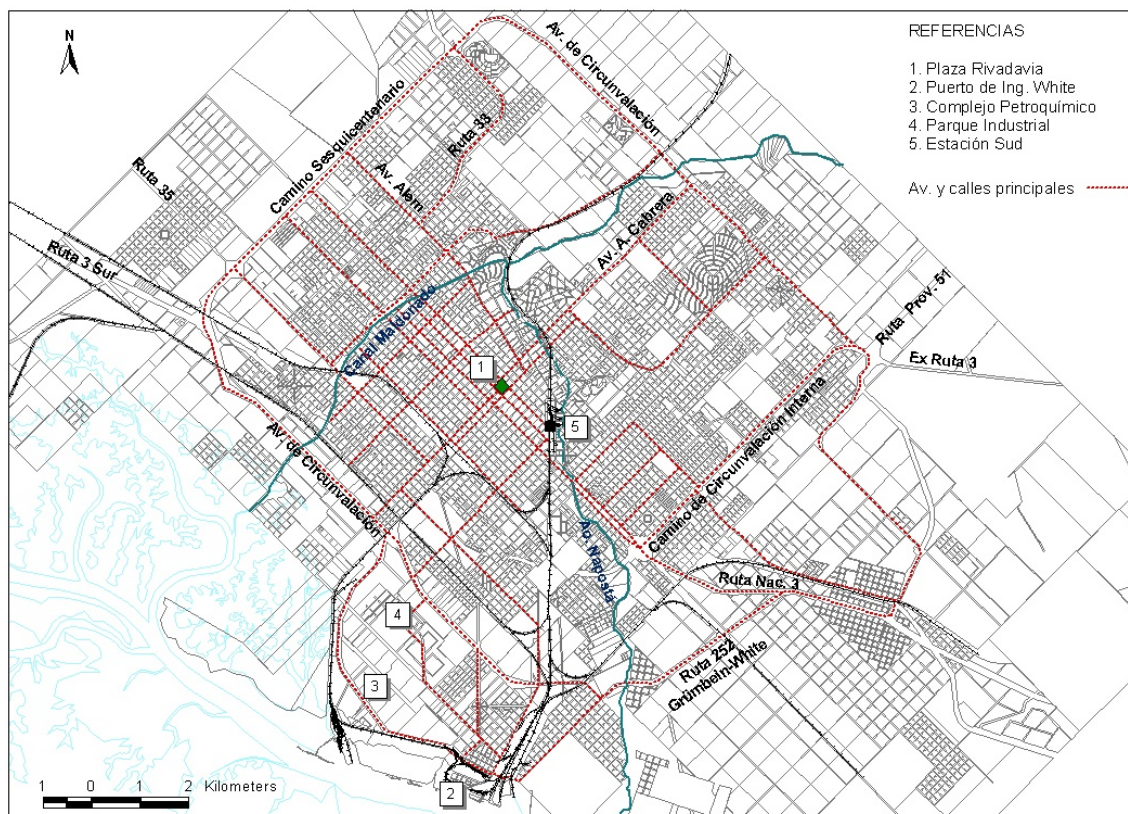 N
REFERENCIAS
1. Plaza Rivadavia
2. Puerto de Ing. White
3. Complejo Petroquímico
4. Parque Industrial
5. Estación Sud
Av. y calles principales
Av. de Circunvalación
Camino Sesquicentenario
Ruta 33
Av. Alem
Ruta 35
Ruta 3 Sur
Av. A. Cabrera
Canal Maldonado
Ruta Prov. 51
Ex Ruta 3
1
5
Camino de Circunvalación Interna
Av. de Circunvalación
Ao. Napostá
Ruta Nac. 3
4
Ruta 252
Grümbein-White
3
2
1 0 1 2 Kilometers